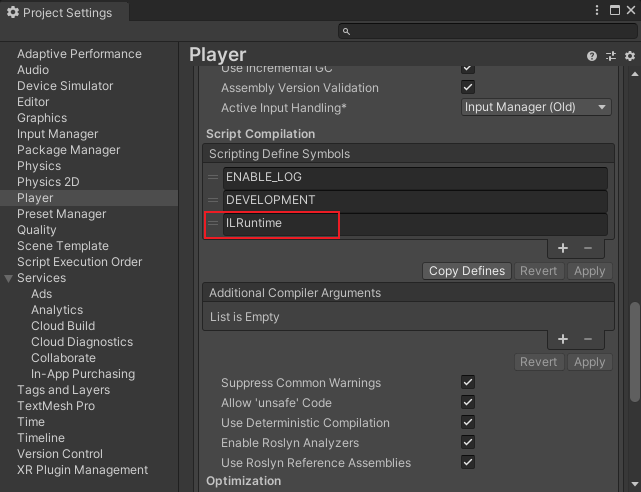 Project Settings
Adaptive Performance
Audio
Device Simulator
Editor
Graphics
Input Manager
Package Manager
Physics
Physics 2D
Player
Preset Manager
Quality
Scene Template
Script Execution Order
Services
Ads
Analytics
Cloud Build
Cloud Diagnostics
Collaborate
In-App Purchasing
Tags and Layers
TextMesh Pro
Time
Timeline
Version Control
XR Plugin Management
Player
Use Incremental GC
Assembly Version Validation
Active Input Handling* Input Manager (Old)
Script Compilation
Scripting Define Symbols
ENABLE_LOG
DEVELOPMENT
ILRuntime
Copy Defines Revert Apply
Additional Compiler Arguments
List is Empty
Revert Apply
Suppress Common Warnings
Allow 'unsafe' Code
Use Deterministic Compilation
Enable Roslyn Analyzers
Use Roslyn Reference Assemblies
Optimization